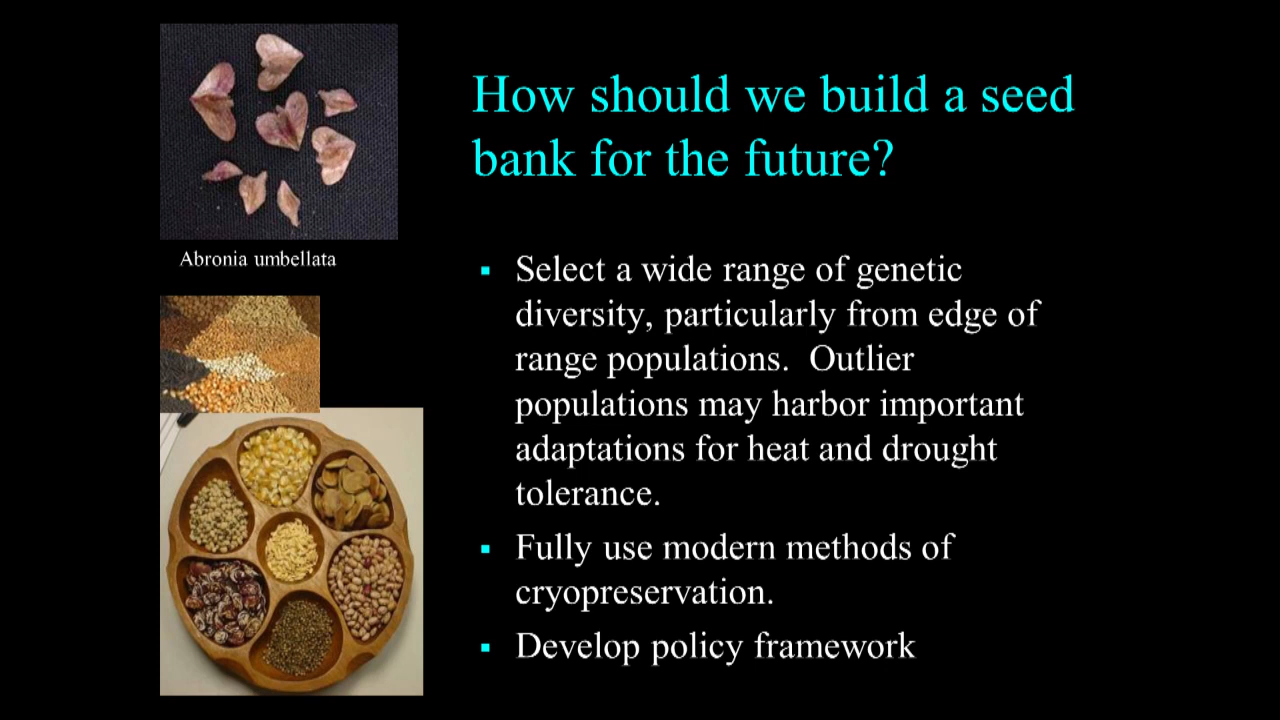 How should we build a seed
bank for the future?
Abronia umbellata
▪ Select a wide range of genetic
diversity, particularly from edge of
range populations.  Outlier
populations may harbor important
adaptations for heat and drought
tolerance.
▪ Fully use modern methods of
cryopreservation.
▪ Develop policy framework